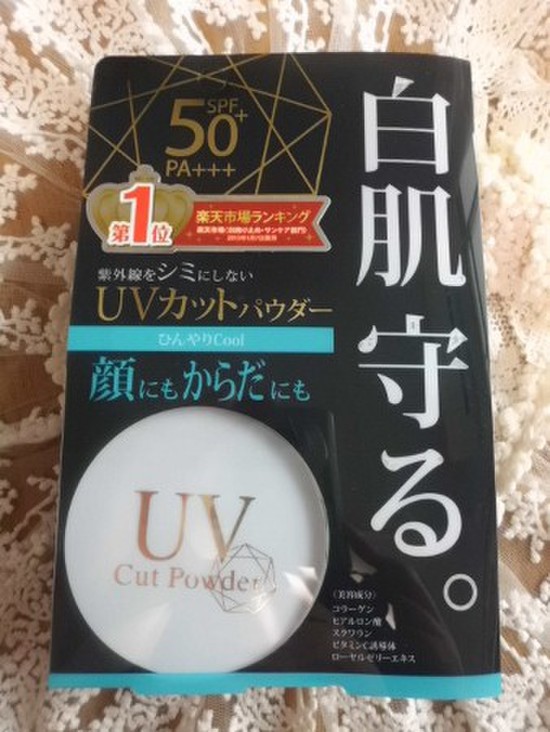 SPF
50+
PA+++
白肌 守る。
第1位
楽天市場ランキング
紫外線をシミにしない
UVカットパウダー
ひんやりCool
顔にもからだにも
UV
Cut Powder
〈美容成分〉
コラーゲン
ヒアルロン酸
スクワラン
ビタミンC誘導体
ローヤルゼリーエキス